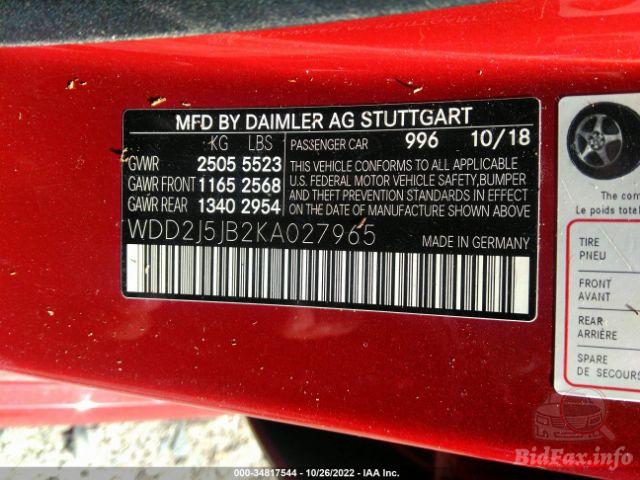 MFD BY DAIMLER AG STUTTGART
KG LBS
GVWR 2505 5523
GAWR FRONT 1165 2568
GAWR REAR 1340 2954
PASSENGER CAR 996 10/18
THIS VEHICLE CONFORMS TO ALL APPLICABLE
U.S. FEDERAL MOTOR VEHICLE SAFETY, BUMPER
AND THEFT PREVENTION STANDARDS IN EFFECT
ON THE DATE OF MANUFACTURE SHOWN ABOVE.
WDD2J5JB2KA027965 MADE IN GERMANY
The com
Le poids total
TIRE
PNEU
FRONT
AVANT
REAR
ARRIÈRE
SPARE
DE SECOURS
BidFax.info
000-34817544 | 10/26/2022 | IAA Inc.